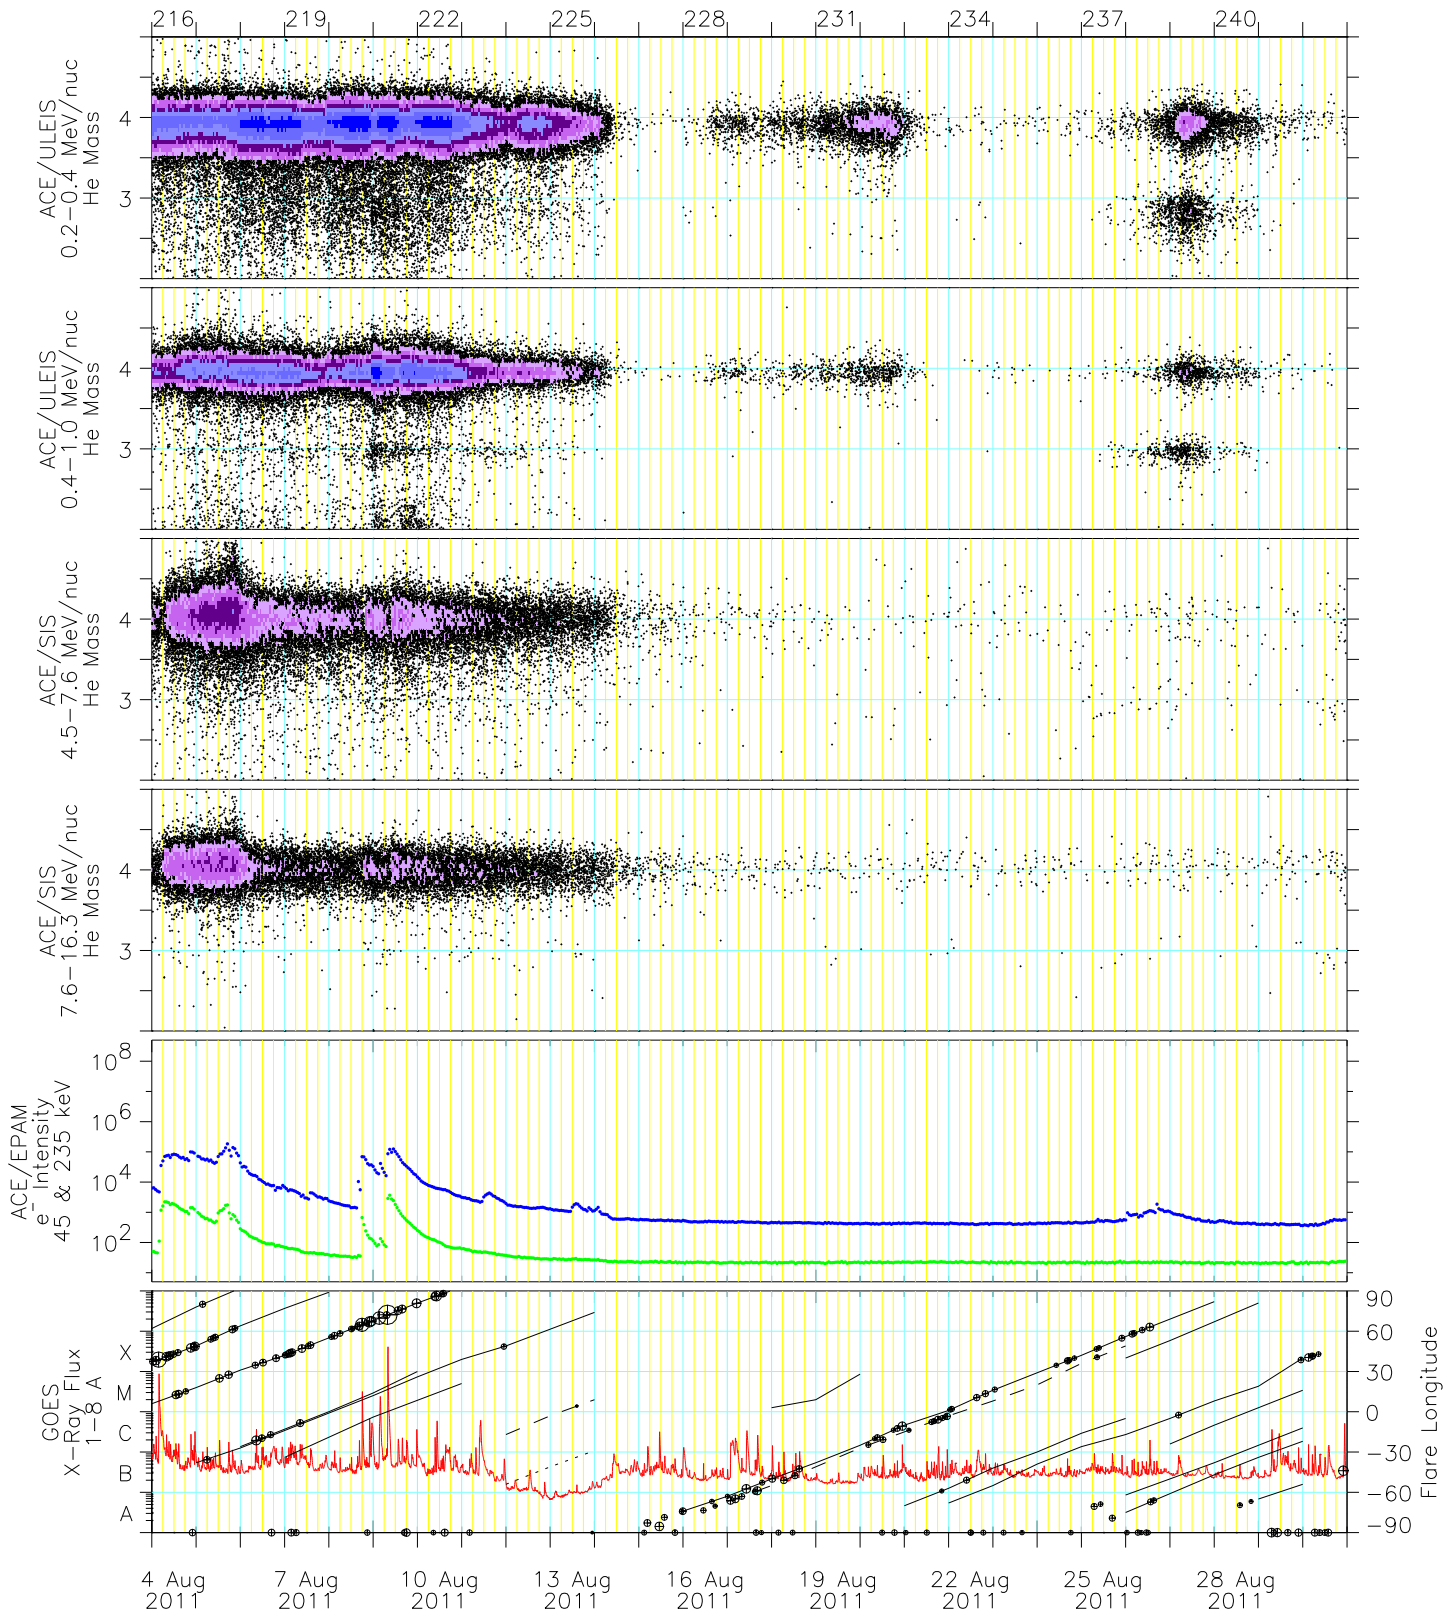 216 219 222 225 228 231 234 237 240
ACE/ULEIS
0.2−0.4 MeV/nuc
He Mass
4
3
ACE/ULEIS
0.4−1.0 MeV/nuc
He Mass
4
3
ACE/SIS
4.5−7.6 MeV/nuc
He Mass
4
3
ACE/SIS
7.6−16.3 MeV/nuc
He Mass
4
3
ACE/EPAM
e⁻ Intensity
45 & 235 keV
10⁸
10⁶
10⁴
10²
GOES
X−Ray Flux
1−8 A
X
M
C
B
A
90
60
30
0
−30
−60
−90
Flare Longitude
4 Aug 7 Aug 10 Aug 13 Aug 16 Aug 19 Aug 22 Aug 25 Aug 28 Aug
2011 2011 2011 2011 2011 2011 2011 2011 2011